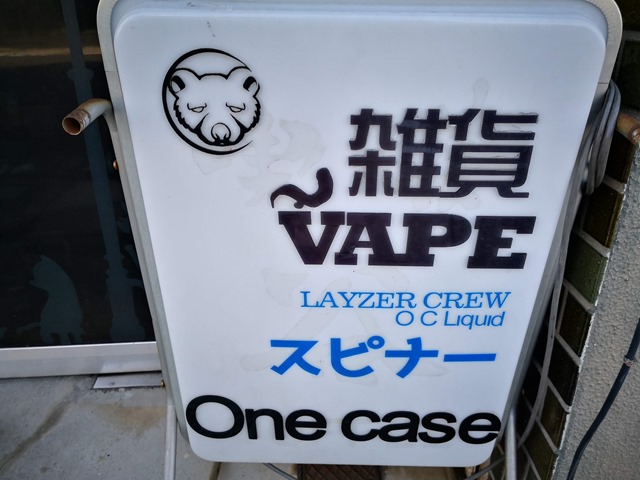 雑貨
VAPE
LAYZER CREW
O C Liquid
スピナー
One case